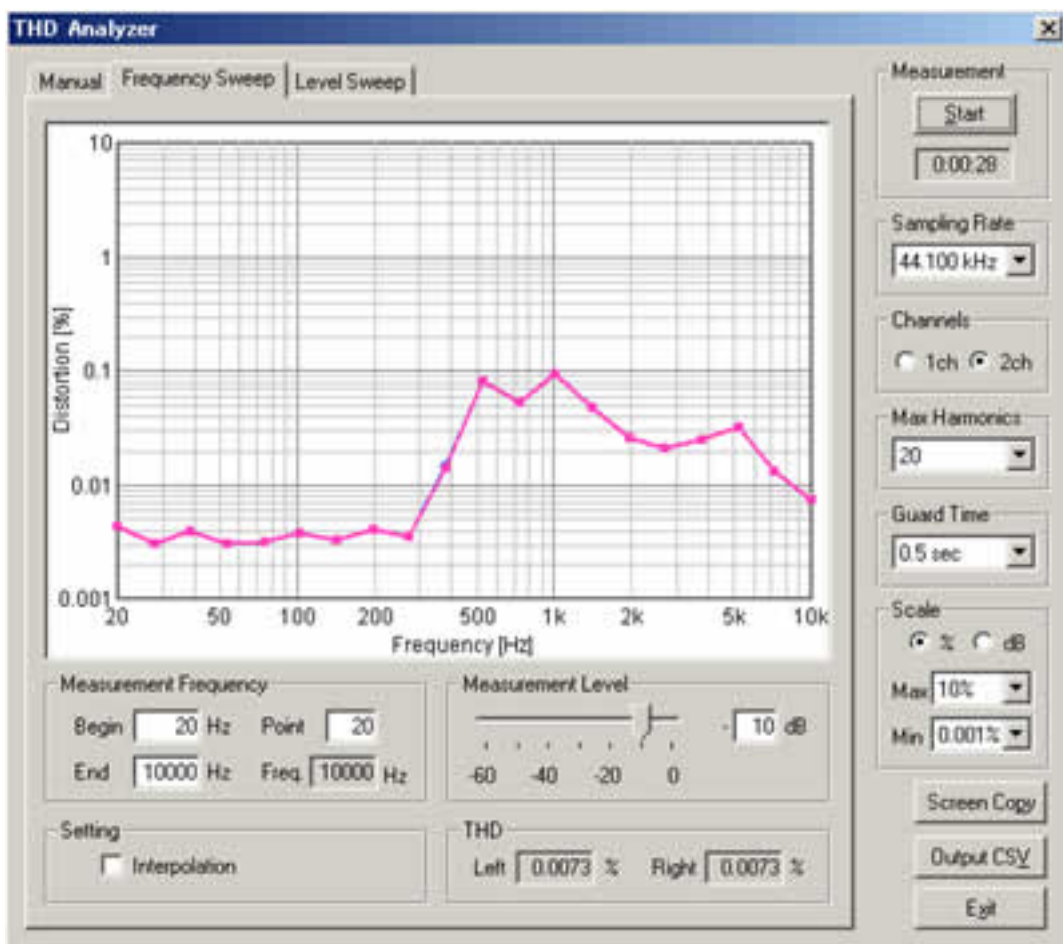 THD Analyzer
Manual
Frequency Sweep
Level Sweep
10
1
0.1
0.01
0.001
Distortion [%]
20 50 100 200 500 1k 2k 5k 10k
Frequency [Hz]
Measurement Frequency
Begin 20 Hz Point 20
End 10000 Hz Freq. 10000 Hz
Measurement Level
- 10 dB
-60 -40 -20 0
Setting
Interpolation
THD
Left 0.0073 % Right 0.0073 %
Measurement
Start
0:00:28
Sampling Rate
44.100 kHz
Channels
1ch 2ch
Max Harmonics
20
Guard Time
0.5 sec
Scale
% dB
Max 10%
Min 0.001%
Screen Copy
Output CSV
Exit